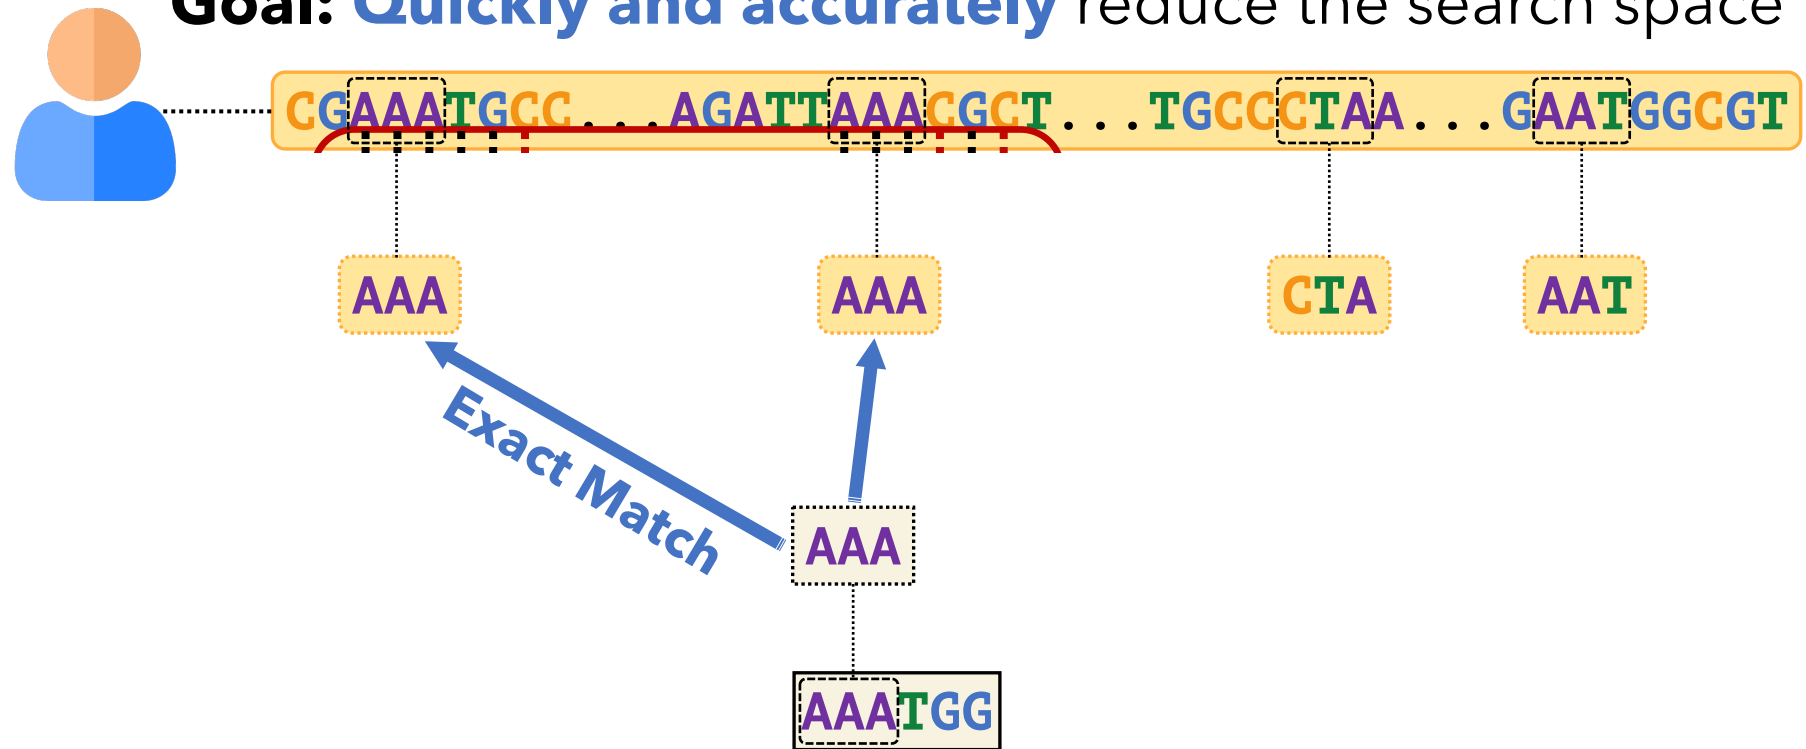 Goal: Quickly and accurately reduce the search space
CGAAATGCC...AGATTAAACGCT...TGCCCTAA...GAATGGCGT
AAA AAA CTA AAT
Exact Match
AAA
AAATGG